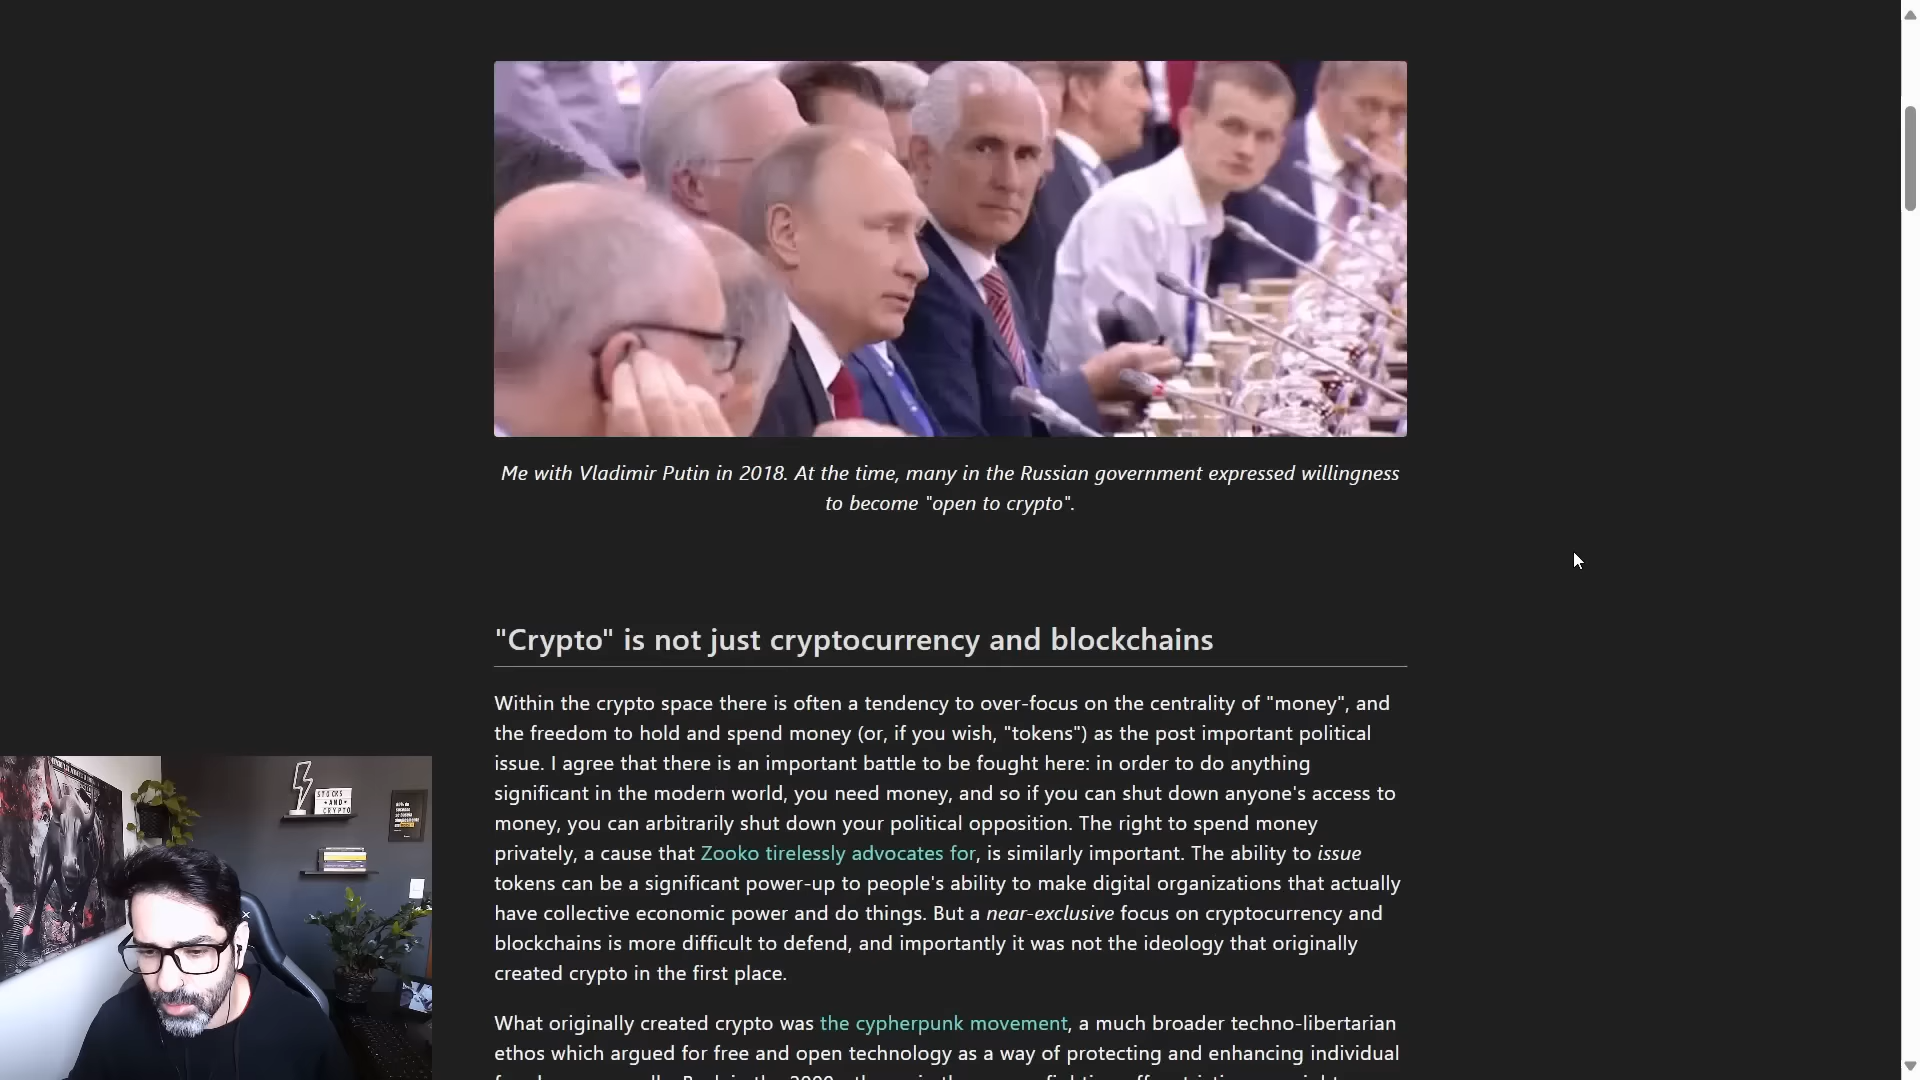 Me with Vladimir Putin in 2018. At the time, many in the Russian government expressed willingness
to become "open to crypto".
"Crypto" is not just cryptocurrency and blockchains
Within the crypto space there is often a tendency to over-focus on the centrality of "money", and
the freedom to hold and spend money (or, if you wish, "tokens") as the post important political
issue. I agree that there is an important battle to be fought here: in order to do anything
significant in the modern world, you need money, and so if you can shut down anyone's access to
money, you can arbitrarily shut down your political opposition. The right to spend money
privately, a cause that Zooko tirelessly advocates for, is similarly important. The ability to issue
tokens can be a significant power-up to people's ability to make digital organizations that actually
have collective economic power and do things. But a near-exclusive focus on cryptocurrency and
blockchains is more difficult to defend, and importantly it was not the ideology that originally
created crypto in the first place.
What originally created crypto was the cypherpunk movement, a much broader techno-libertarian
ethos which argued for free and open technology as a way of protecting and enhancing individual
STOCKS
AND
CRYPTO